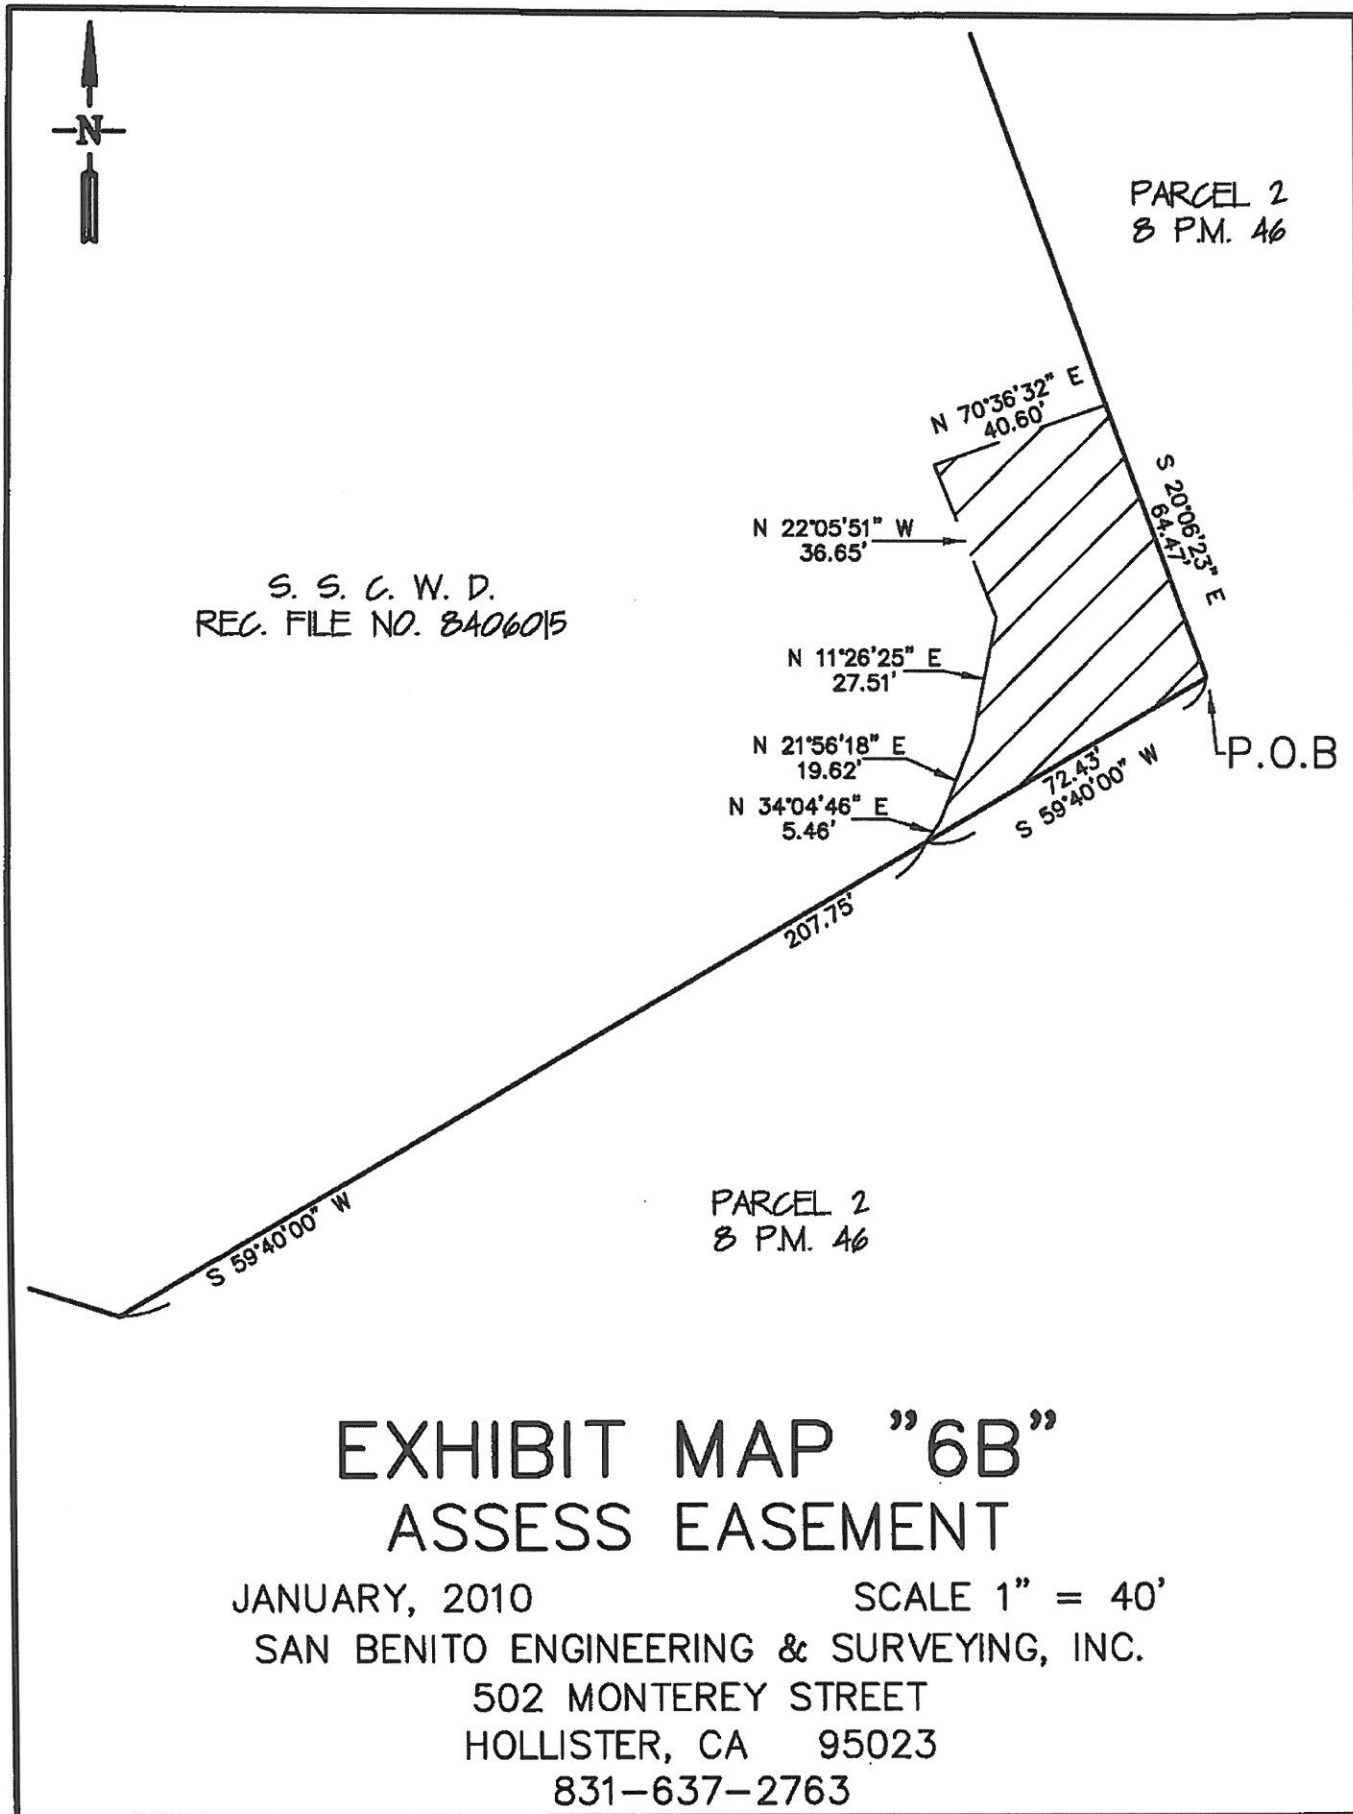 N
PARCEL 2
8 P.M. 46
N 70°36'32" E
40.60'
S 20°06'23" E
64.47'
N 22°05'51" W
36.65'
S. S. C. W. D.
REC. FILE NO. 8406015
N 11°26'25" E
27.51'
N 21°56'18" E
19.62'
P.O.B
72.43'
S 59°40'00" W
N 34°04'46" E
5.46'
207.75'
S 59°40'00" W
PARCEL 2
8 P.M. 46
EXHIBIT MAP "6B"
ASSESS EASEMENT
JANUARY, 2010 SCALE 1" = 40'
SAN BENITO ENGINEERING & SURVEYING, INC.
502 MONTEREY STREET
HOLLISTER, CA 95023
831-637-2763